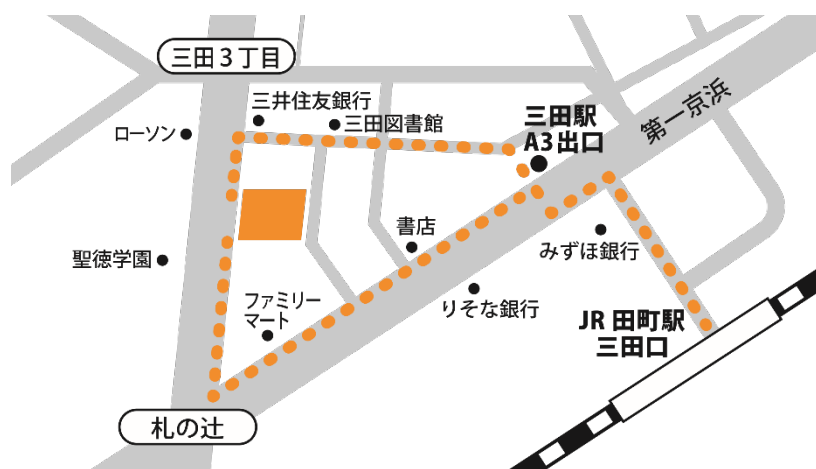 三田３丁目
三井住友銀行
三田図書館
ローソン
三田駅
A3出口
第一京浜
書店
みずほ銀行
聖徳学園
ファミリー
マート
りそな銀行
JR 田町駅
三田口
札の辻